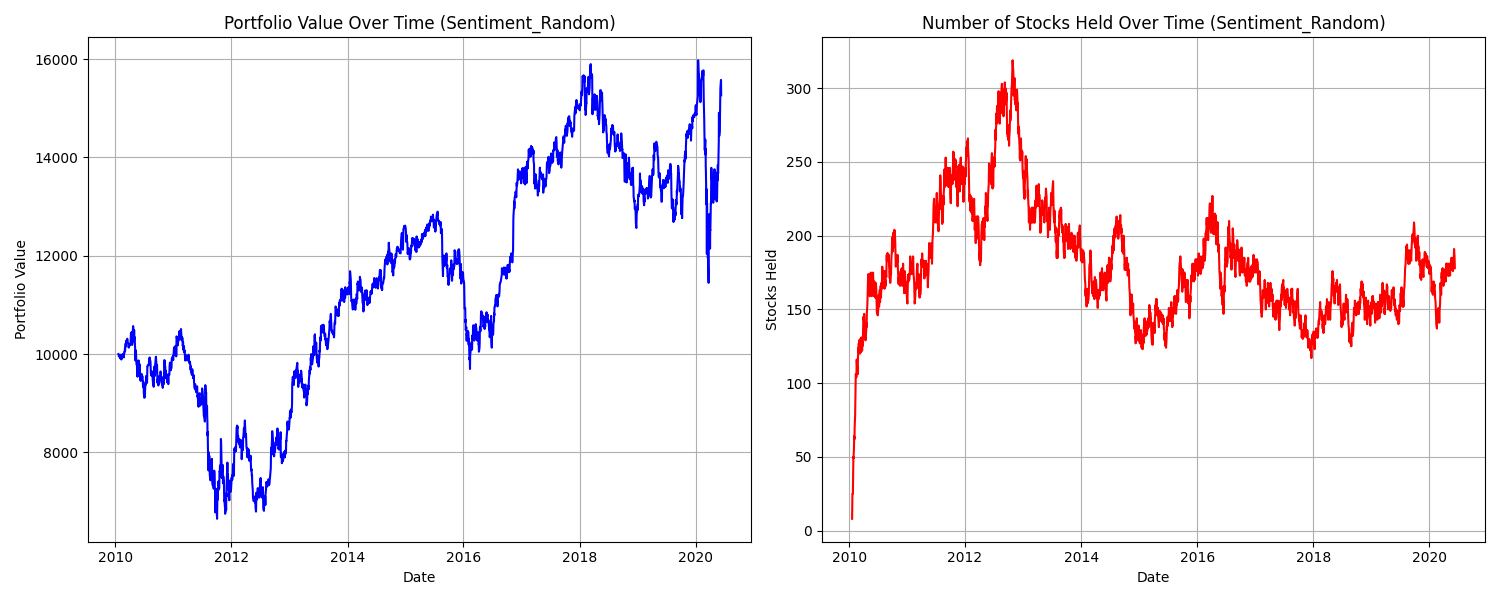 Portfolio Value Over Time (Sentiment_Random)
Portfolio Value
16000
14000
12000
10000
8000
2010 2012 2014 2016 2018 2020
Date
Number of Stocks Held Over Time (Sentiment_Random)
Stocks Held
300
250
200
150
100
50
0
2010 2012 2014 2016 2018 2020
Date